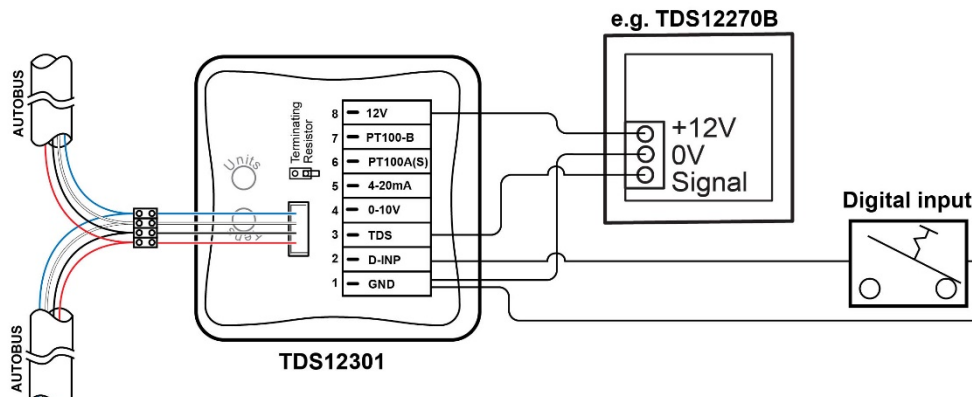 e.g. TDS12270B
AUTOBUS
Terminating
Resistor
Units
Tens
8 12V
7 PT100-B
6 PT100A(S)
5 4-20mA
4 0-10V
3 TDS
2 D-INP
1 GND
+12V
0V
Signal
Digital input
AUTOBUS
TDS12301